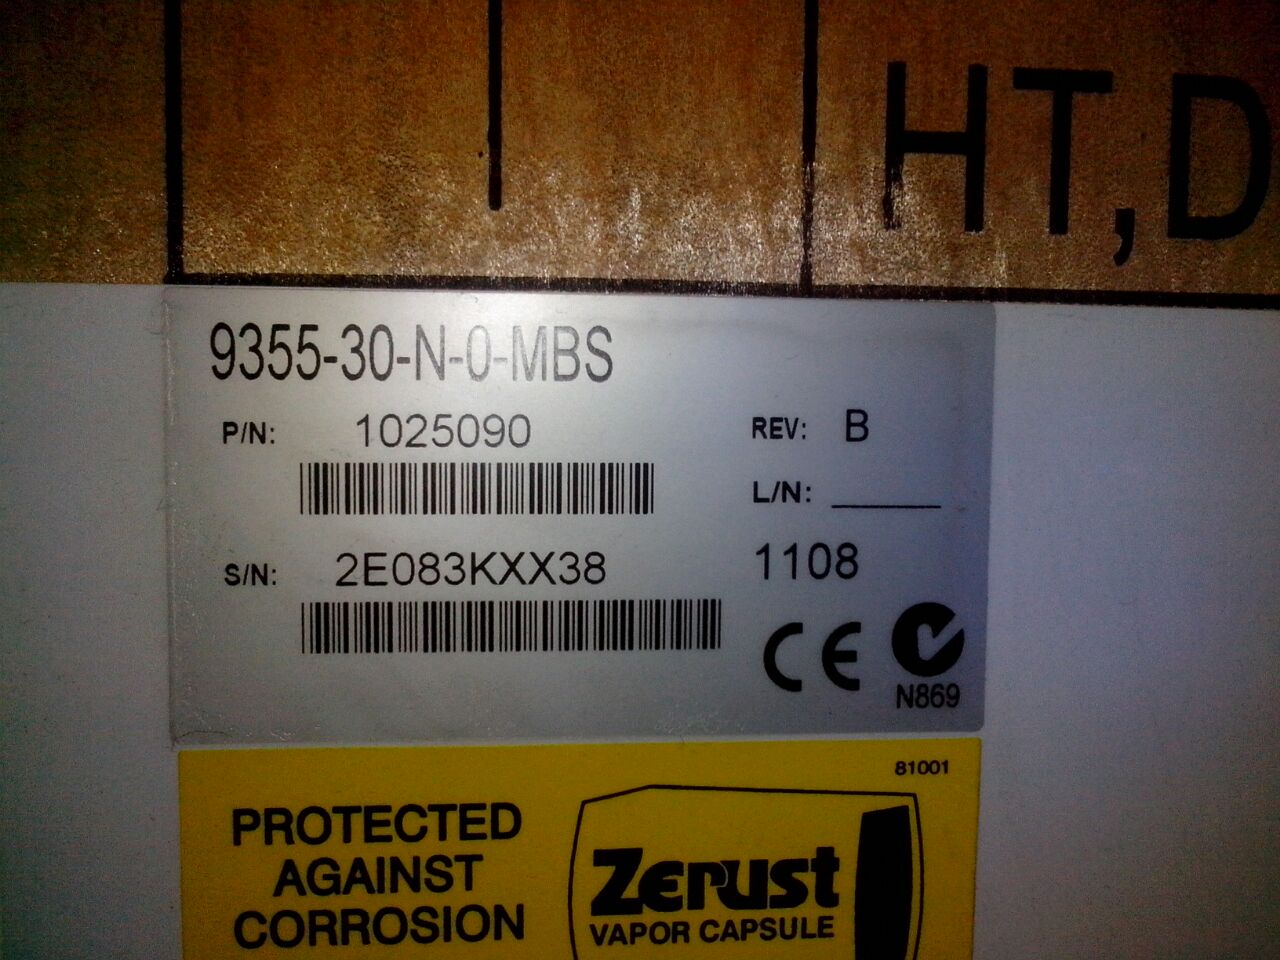 HT,D
9355-30-N-0-MBS
P/N: 1025090
REV: B
L/N:
S/N: 2E083KXX38
1108
CE
N869
81001
PROTECTED
AGAINST
CORROSION
Zerust
VAPOR CAPSULE